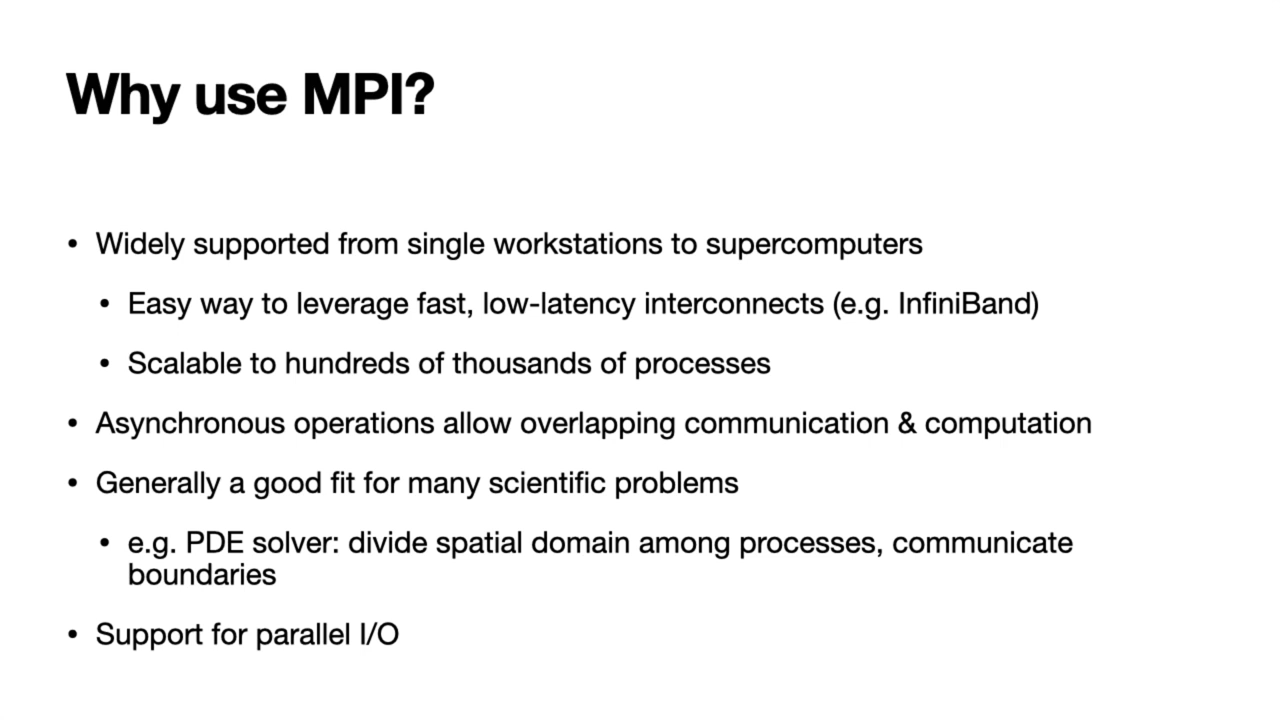 Why use MPI?
• Widely supported from single workstations to supercomputers
• Easy way to leverage fast, low-latency interconnects (e.g. InfiniBand)
• Scalable to hundreds of thousands of processes
• Asynchronous operations allow overlapping communication & computation
• Generally a good fit for many scientific problems
• e.g. PDE solver: divide spatial domain among processes, communicate
boundaries
• Support for parallel I/O